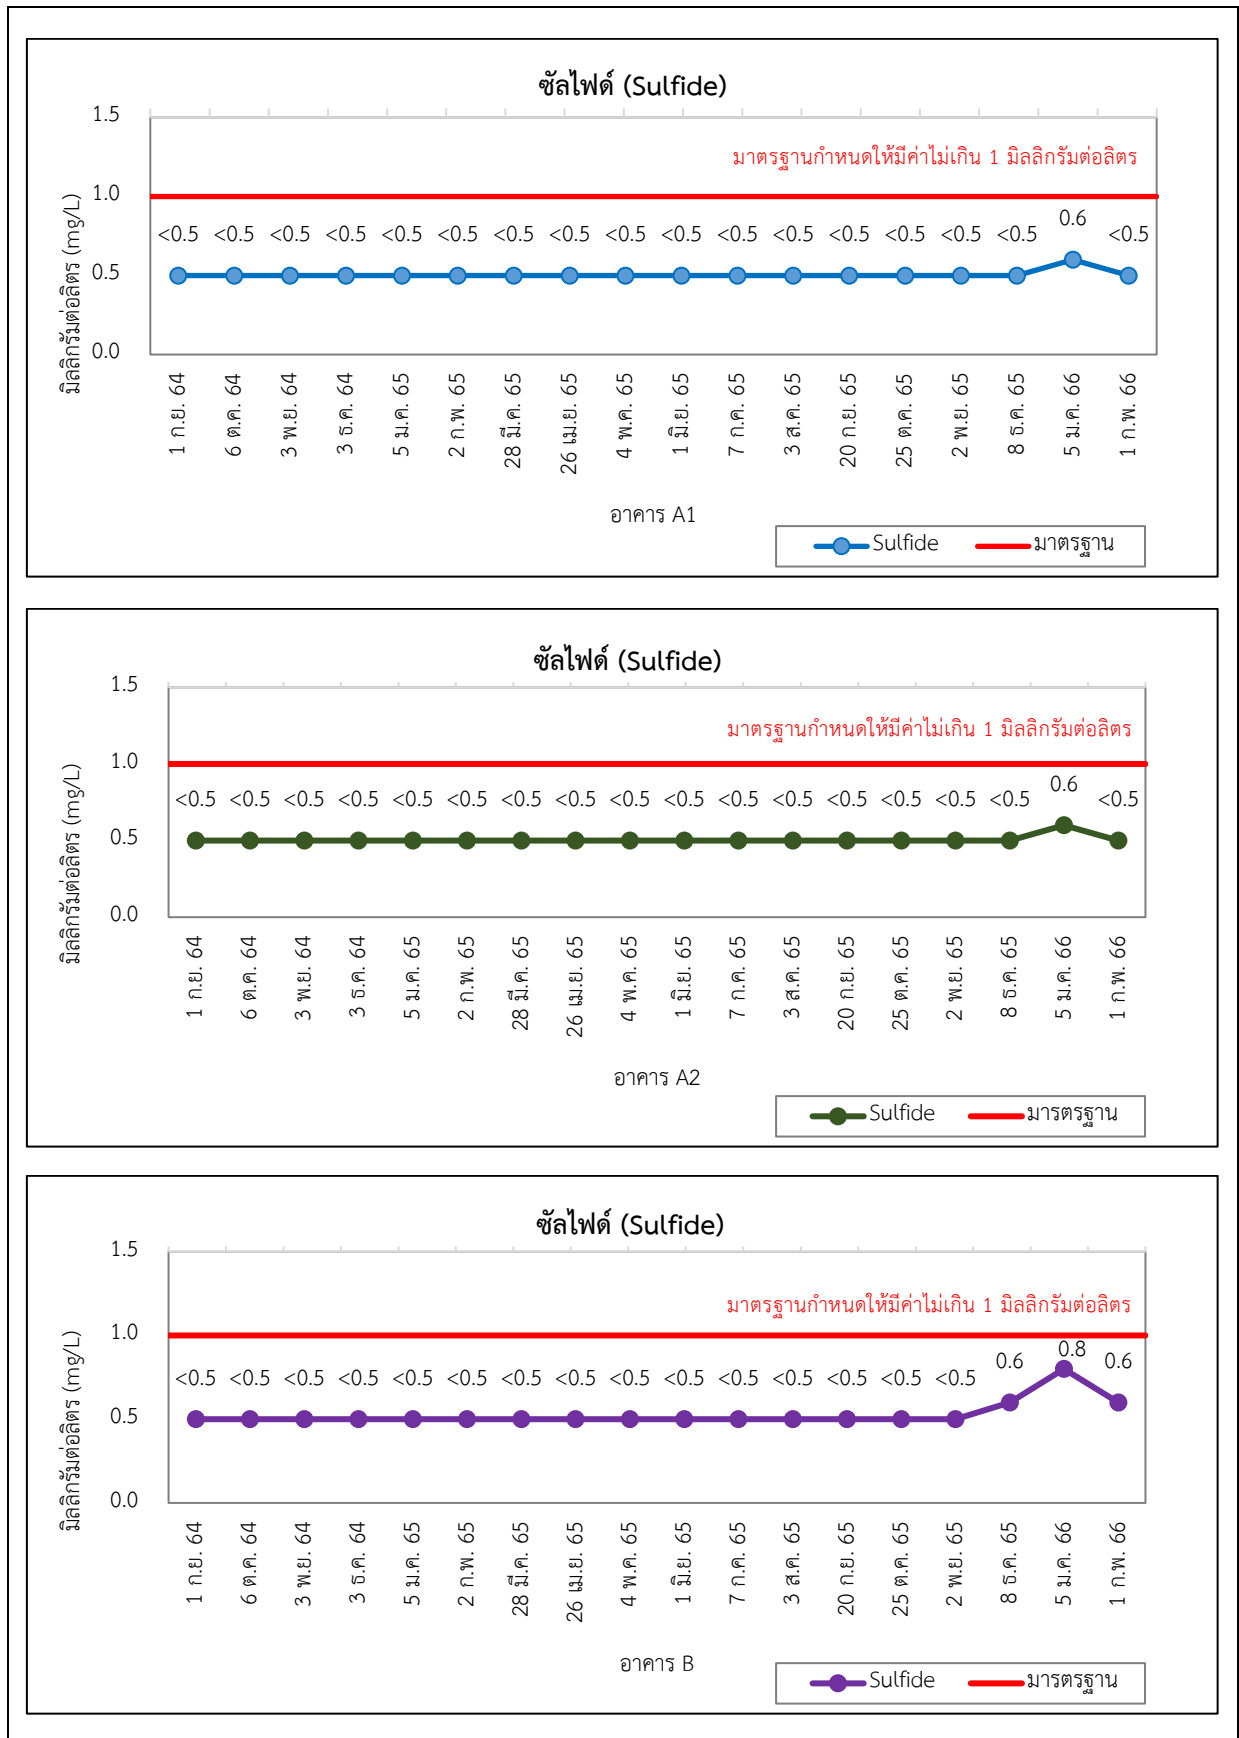 ซัลไฟด์ (Sulfide)
มิลลิกรัมต่อลิตร (mg/L)
1.5
1.0
0.5
0.0
มาตรฐานกำหนดให้มีค่าไม่เกิน 1 มิลลิกรัมต่อลิตร
<0.5 <0.5 <0.5 <0.5 <0.5 <0.5 <0.5 <0.5 <0.5 <0.5 <0.5 <0.5 <0.5 <0.5 <0.5 <0.5 0.6 <0.5
1 ก.ย. 64
6 ต.ค. 64
3 พ.ย. 64
3 ธ.ค. 64
5 ม.ค. 65
2 ก.พ. 65
28 มี.ค. 65
26 เม.ย. 65
4 พ.ค. 65
1 มิ.ย. 65
7 ก.ค. 65
3 ส.ค. 65
20 ก.ย. 65
25 ต.ค. 65
2 พ.ย. 65
8 ธ.ค. 65
5 ม.ค. 66
1 ก.พ. 66
อาคาร A1
Sulfide มาตรฐาน
ซัลไฟด์ (Sulfide)
มิลลิกรัมต่อลิตร (mg/L)
1.5
1.0
0.5
0.0
มาตรฐานกำหนดให้มีค่าไม่เกิน 1 มิลลิกรัมต่อลิตร
<0.5 <0.5 <0.5 <0.5 <0.5 <0.5 <0.5 <0.5 <0.5 <0.5 <0.5 <0.5 <0.5 <0.5 <0.5 <0.5 0.6 <0.5
1 ก.ย. 64
6 ต.ค. 64
3 พ.ย. 64
3 ธ.ค. 64
5 ม.ค. 65
2 ก.พ. 65
28 มี.ค. 65
26 เม.ย. 65
4 พ.ค. 65
1 มิ.ย. 65
7 ก.ค. 65
3 ส.ค. 65
20 ก.ย. 65
25 ต.ค. 65
2 พ.ย. 65
8 ธ.ค. 65
5 ม.ค. 66
1 ก.พ. 66
อาคาร A2
Sulfide มารตรฐาน
ซัลไฟด์ (Sulfide)
มิลลิกรัมต่อลิตร (mg/L)
1.5
1.0
0.5
0.0
มาตรฐานกำหนดให้มีค่าไม่เกิน 1 มิลลิกรัมต่อลิตร
<0.5 <0.5 <0.5 <0.5 <0.5 <0.5 <0.5 <0.5 <0.5 <0.5 <0.5 <0.5 <0.5 <0.5 <0.5 0.6 0.8 0.6
1 ก.ย. 64
6 ต.ค. 64
3 พ.ย. 64
3 ธ.ค. 64
5 ม.ค. 65
2 ก.พ. 65
28 มี.ค. 65
26 เม.ย. 65
4 พ.ค. 65
1 มิ.ย. 65
7 ก.ค. 65
3 ส.ค. 65
20 ก.ย. 65
25 ต.ค. 65
2 พ.ย. 65
8 ธ.ค. 65
5 ม.ค. 66
1 ก.พ. 66
อาคาร B
Sulfide มารตรฐาน